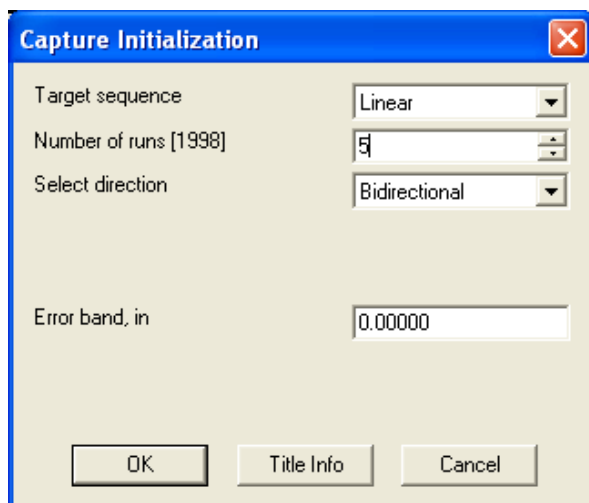 Capture Initialization
Target sequence Linear
Number of runs [1998] 5
Select direction Bidirectional
Error band, in 0.00000
OK Title Info Cancel